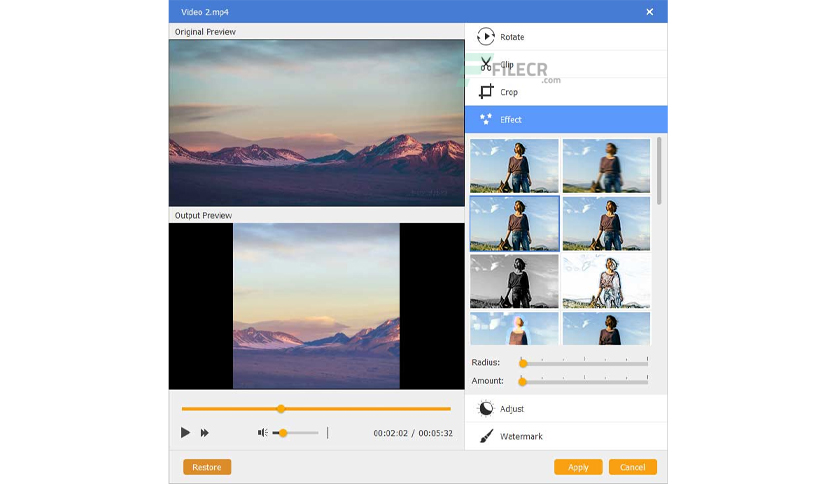 Video 2.mp4
Original Preview
Output Preview
00:02:02 / 00:05:32
Restore
Rotate
Clip
FILECR
.com
Crop
Effect
Radius:
Amount:
Adjust
Watermark
Apply
Cancel